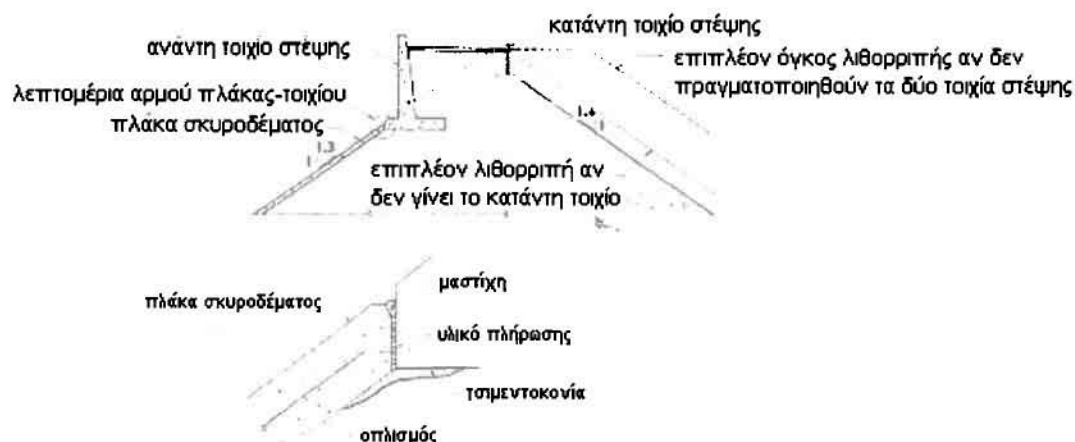 κατάντη τοιχίο στέψης
ανάντη τοιχίο στέψης
επιπλέον όγκος λιθορριπής αν δεν
πραγματοποιηθούν τα δύο τοιχία στέψης
λεπτομέρια αρμού πλάκας-τοιχίου
πλάκα σκυροδέματος
1.3
1
1.4
1
επιπλέον λιθορριπή αν
δεν γίνει το κατάντη τοιχίο
μαστίχη
πλάκα σκυροδέματος
υλικό πλήρωσης
τσιμεντοκονία
οπλισμός